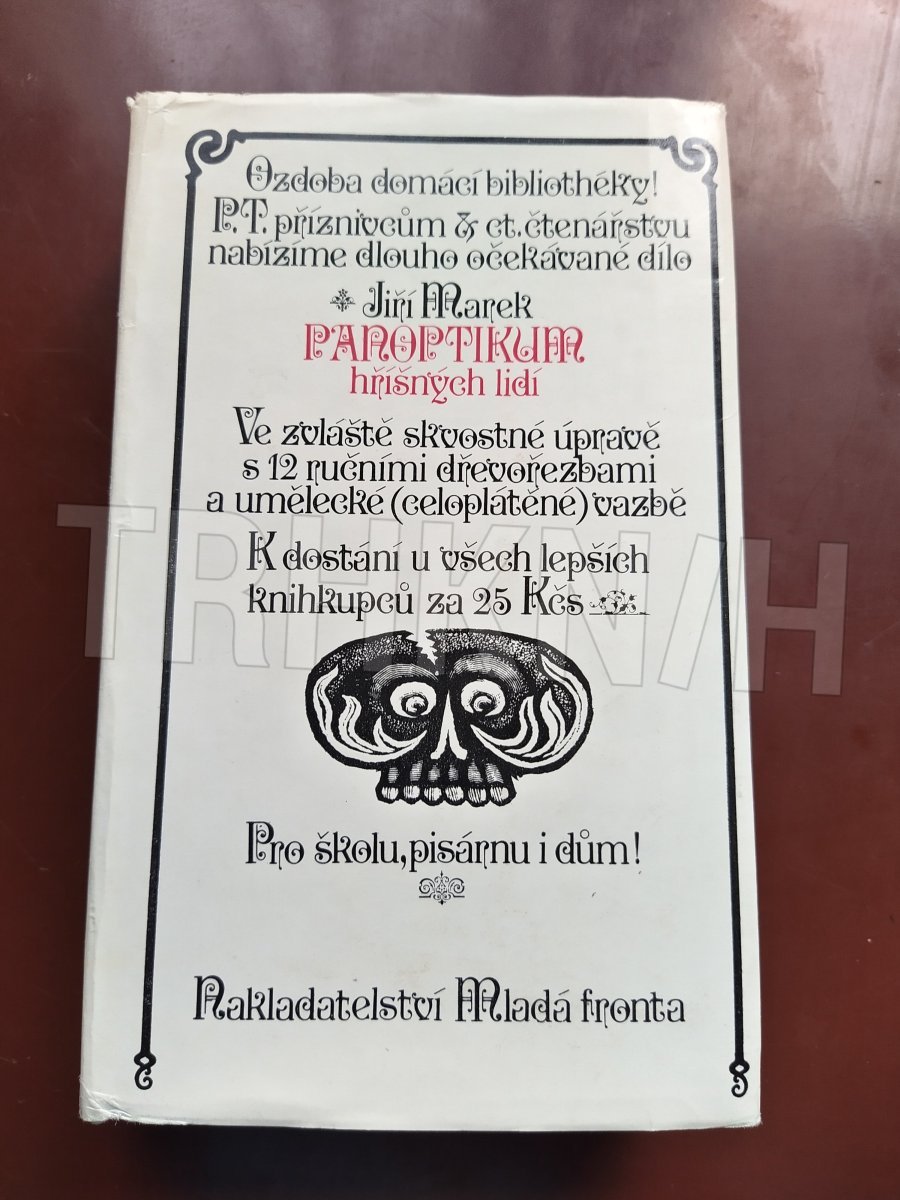 Ozdoba domácí bibliothéky!
P.T. příznivcům & ct. čtenářstvu
nabízíme dlouho očekávané dílo
Jiří Marek
PANOPTIKUM
hříšných lidí
Ve zvláště skvostné úpravě
s 12 ručními dřevořezbami
a umělecké (celoplátěné) vazbě
K dostání u všech lepších
knihkupců za 25 Kčs
TRHKNIH
Pro školu, pisárnu i dům!
Nakladatelství Mladá fronta